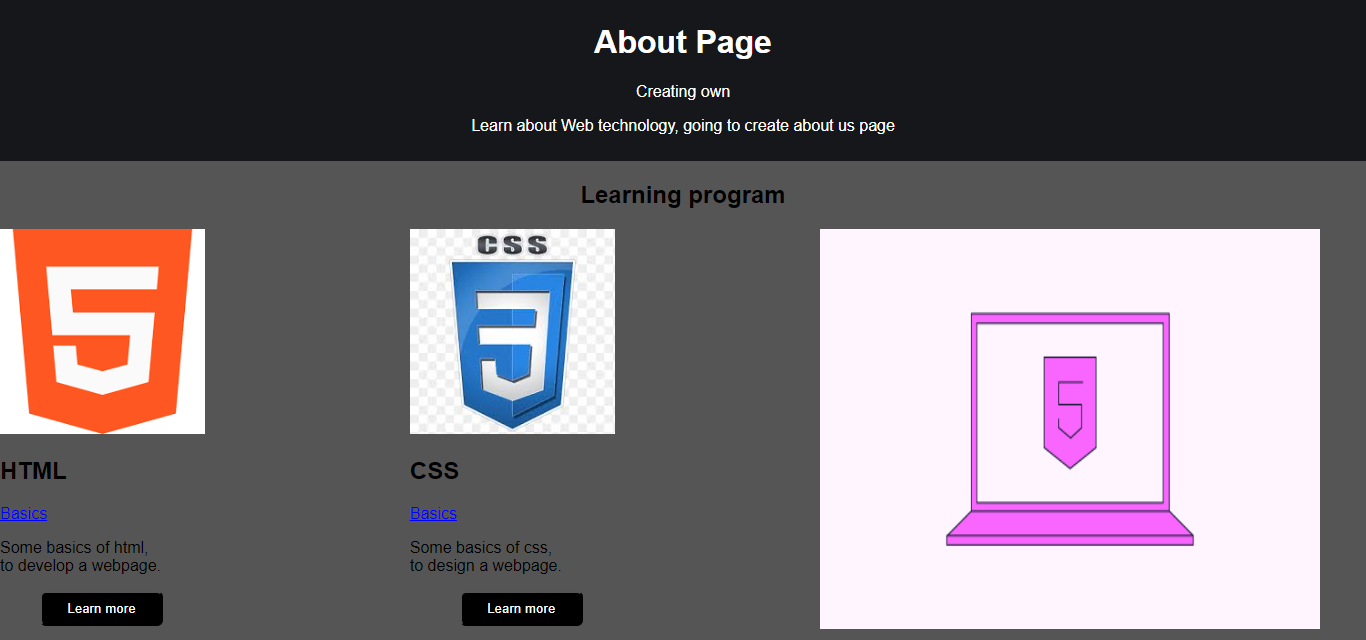 About Page
Creating own
Learn about Web technology, going to create about us page
Learning program
5
CSS
3
5
HTML
Basics
Some basics of html,
to develop a webpage.
Learn more
CSS
Basics
Some basics of css,
to design a webpage.
Learn more